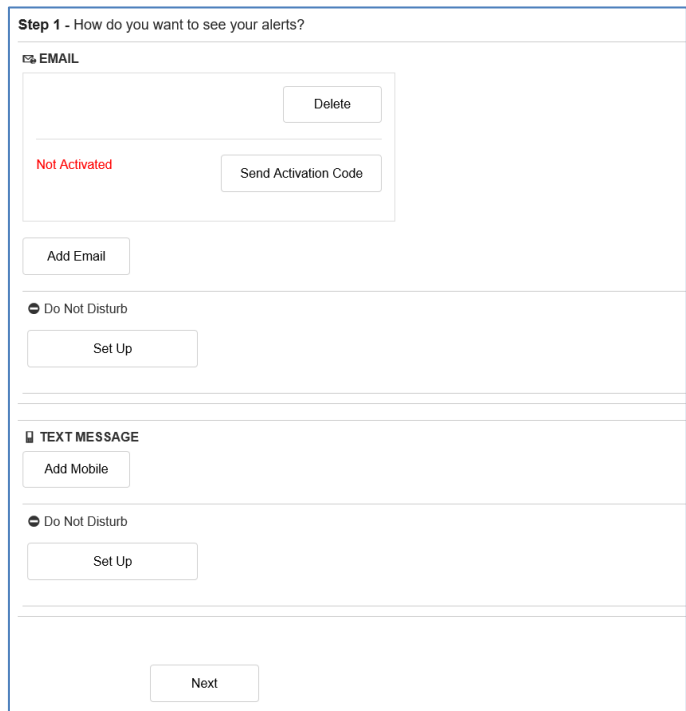 Step 1 - How do you want to see your alerts?
EMAIL
Delete
Not Activated
Send Activation Code
Add Email
Do Not Disturb
Set Up
TEXT MESSAGE
Add Mobile
Do Not Disturb
Set Up
Next